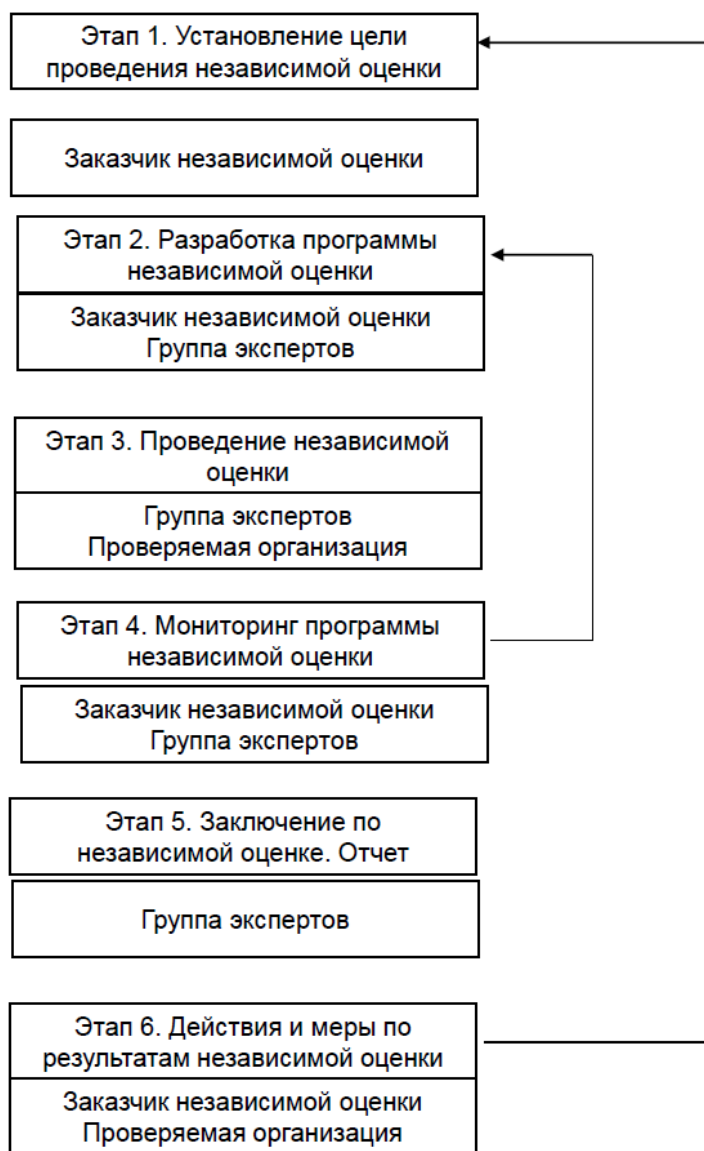 Этап 1. Установление цели
проведения независимой оценки
Заказчик независимой оценки
Этап 2. Разработка программы
независимой оценки
Заказчик независимой оценки
Группа экспертов
Этап 3. Проведение независимой
оценки
Группа экспертов
Проверяемая организация
Этап 4. Мониторинг программы
независимой оценки
Заказчик независимой оценки
Группа экспертов
Этап 5. Заключение по
независимой оценке. Отчет
Группа экспертов
Этап 6. Действия и меры по
результатам независимой оценки
Заказчик независимой оценки
Проверяемая организация